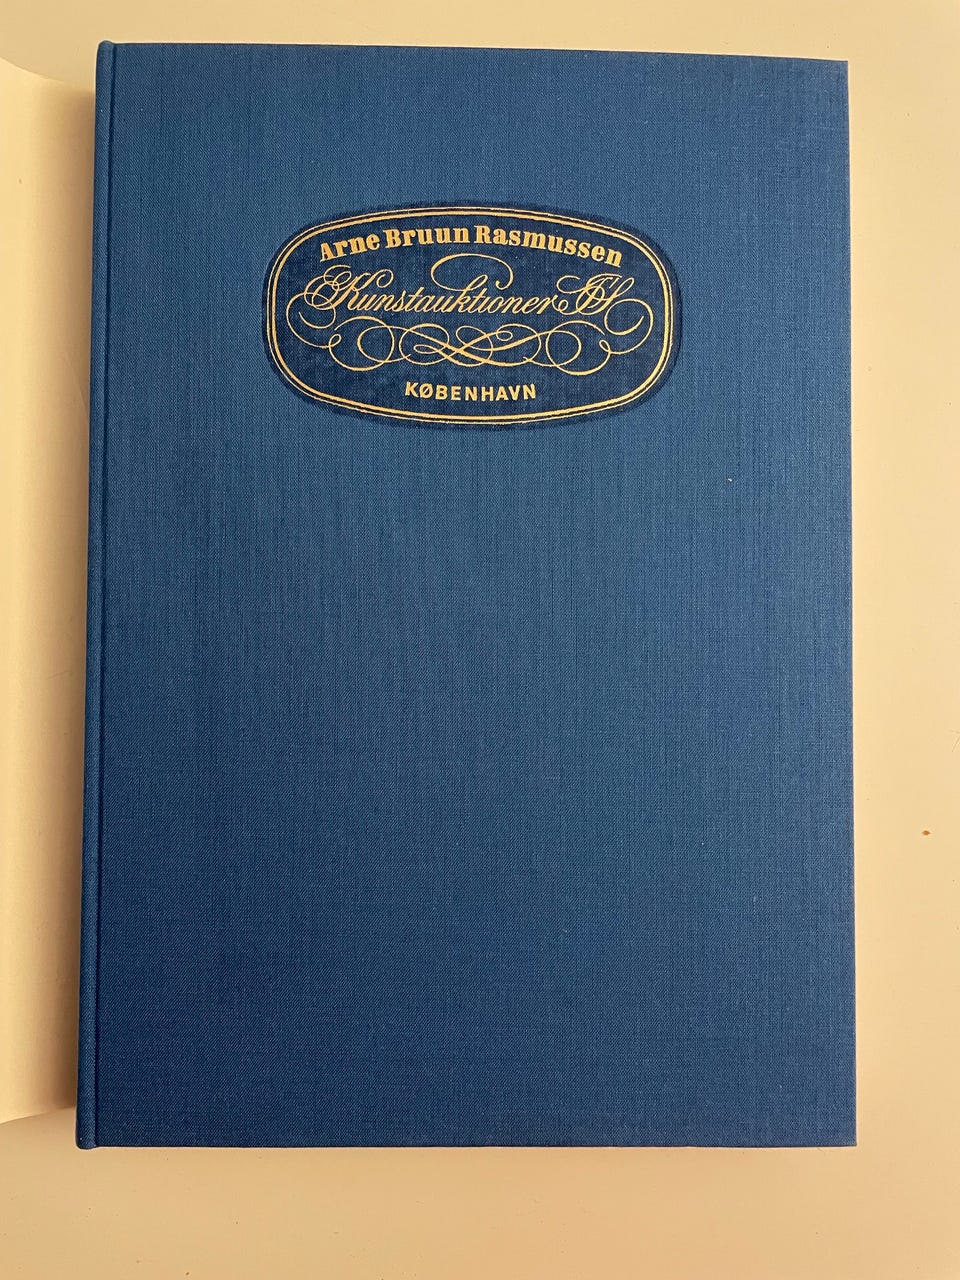 Arne Bruun Rasmussen
Kunstauktioner
KØBENHAVN